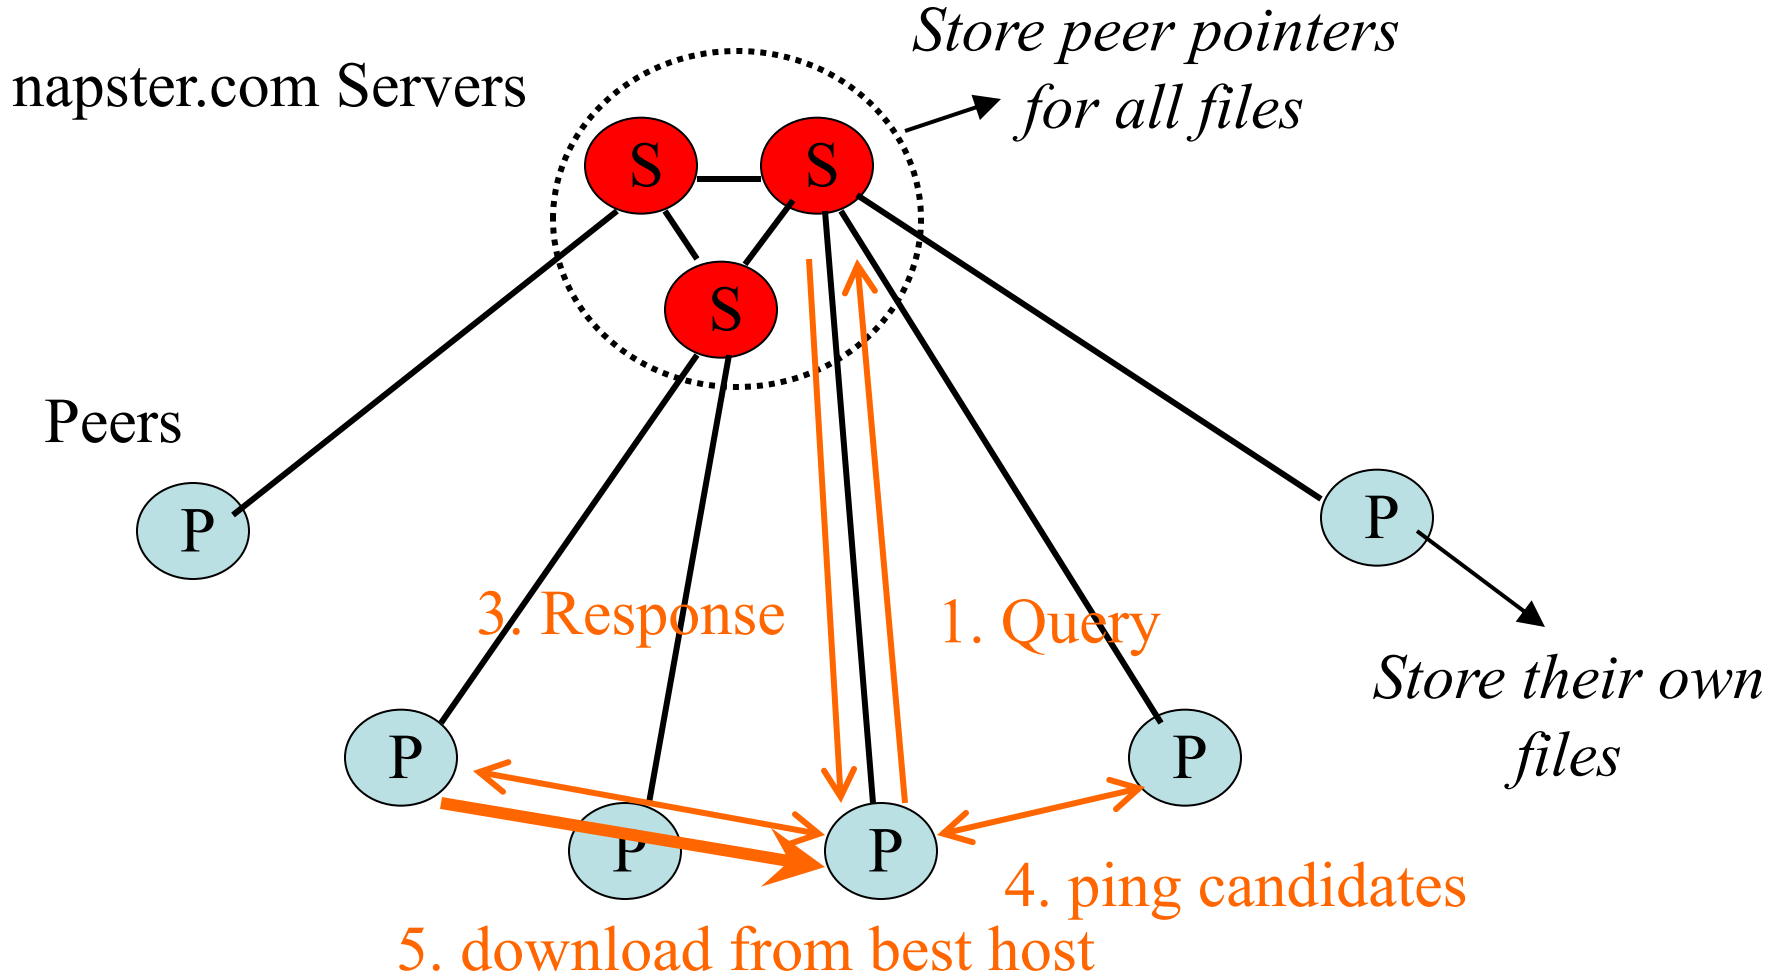 Store peer pointers
for all files
napster.com Servers
S
S
S
Peers
P
P
3. Response
1. Query
Store their own
files
P
P
P
P
4. ping candidates
5. download from best host